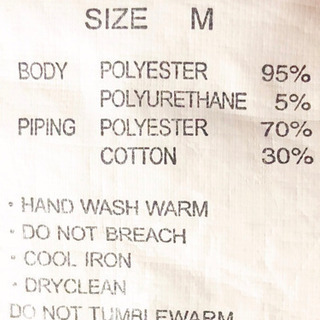 SIZE M
BODY POLYESTER 95%
POLYURETHANE 5%
PIPING POLYESTER 70%
COTTON 30%
· HAND WASH WARM
· DO NOT BREACH
· COOL IRON
· DRYCLEAN
DO NOT TUMBLEWARM